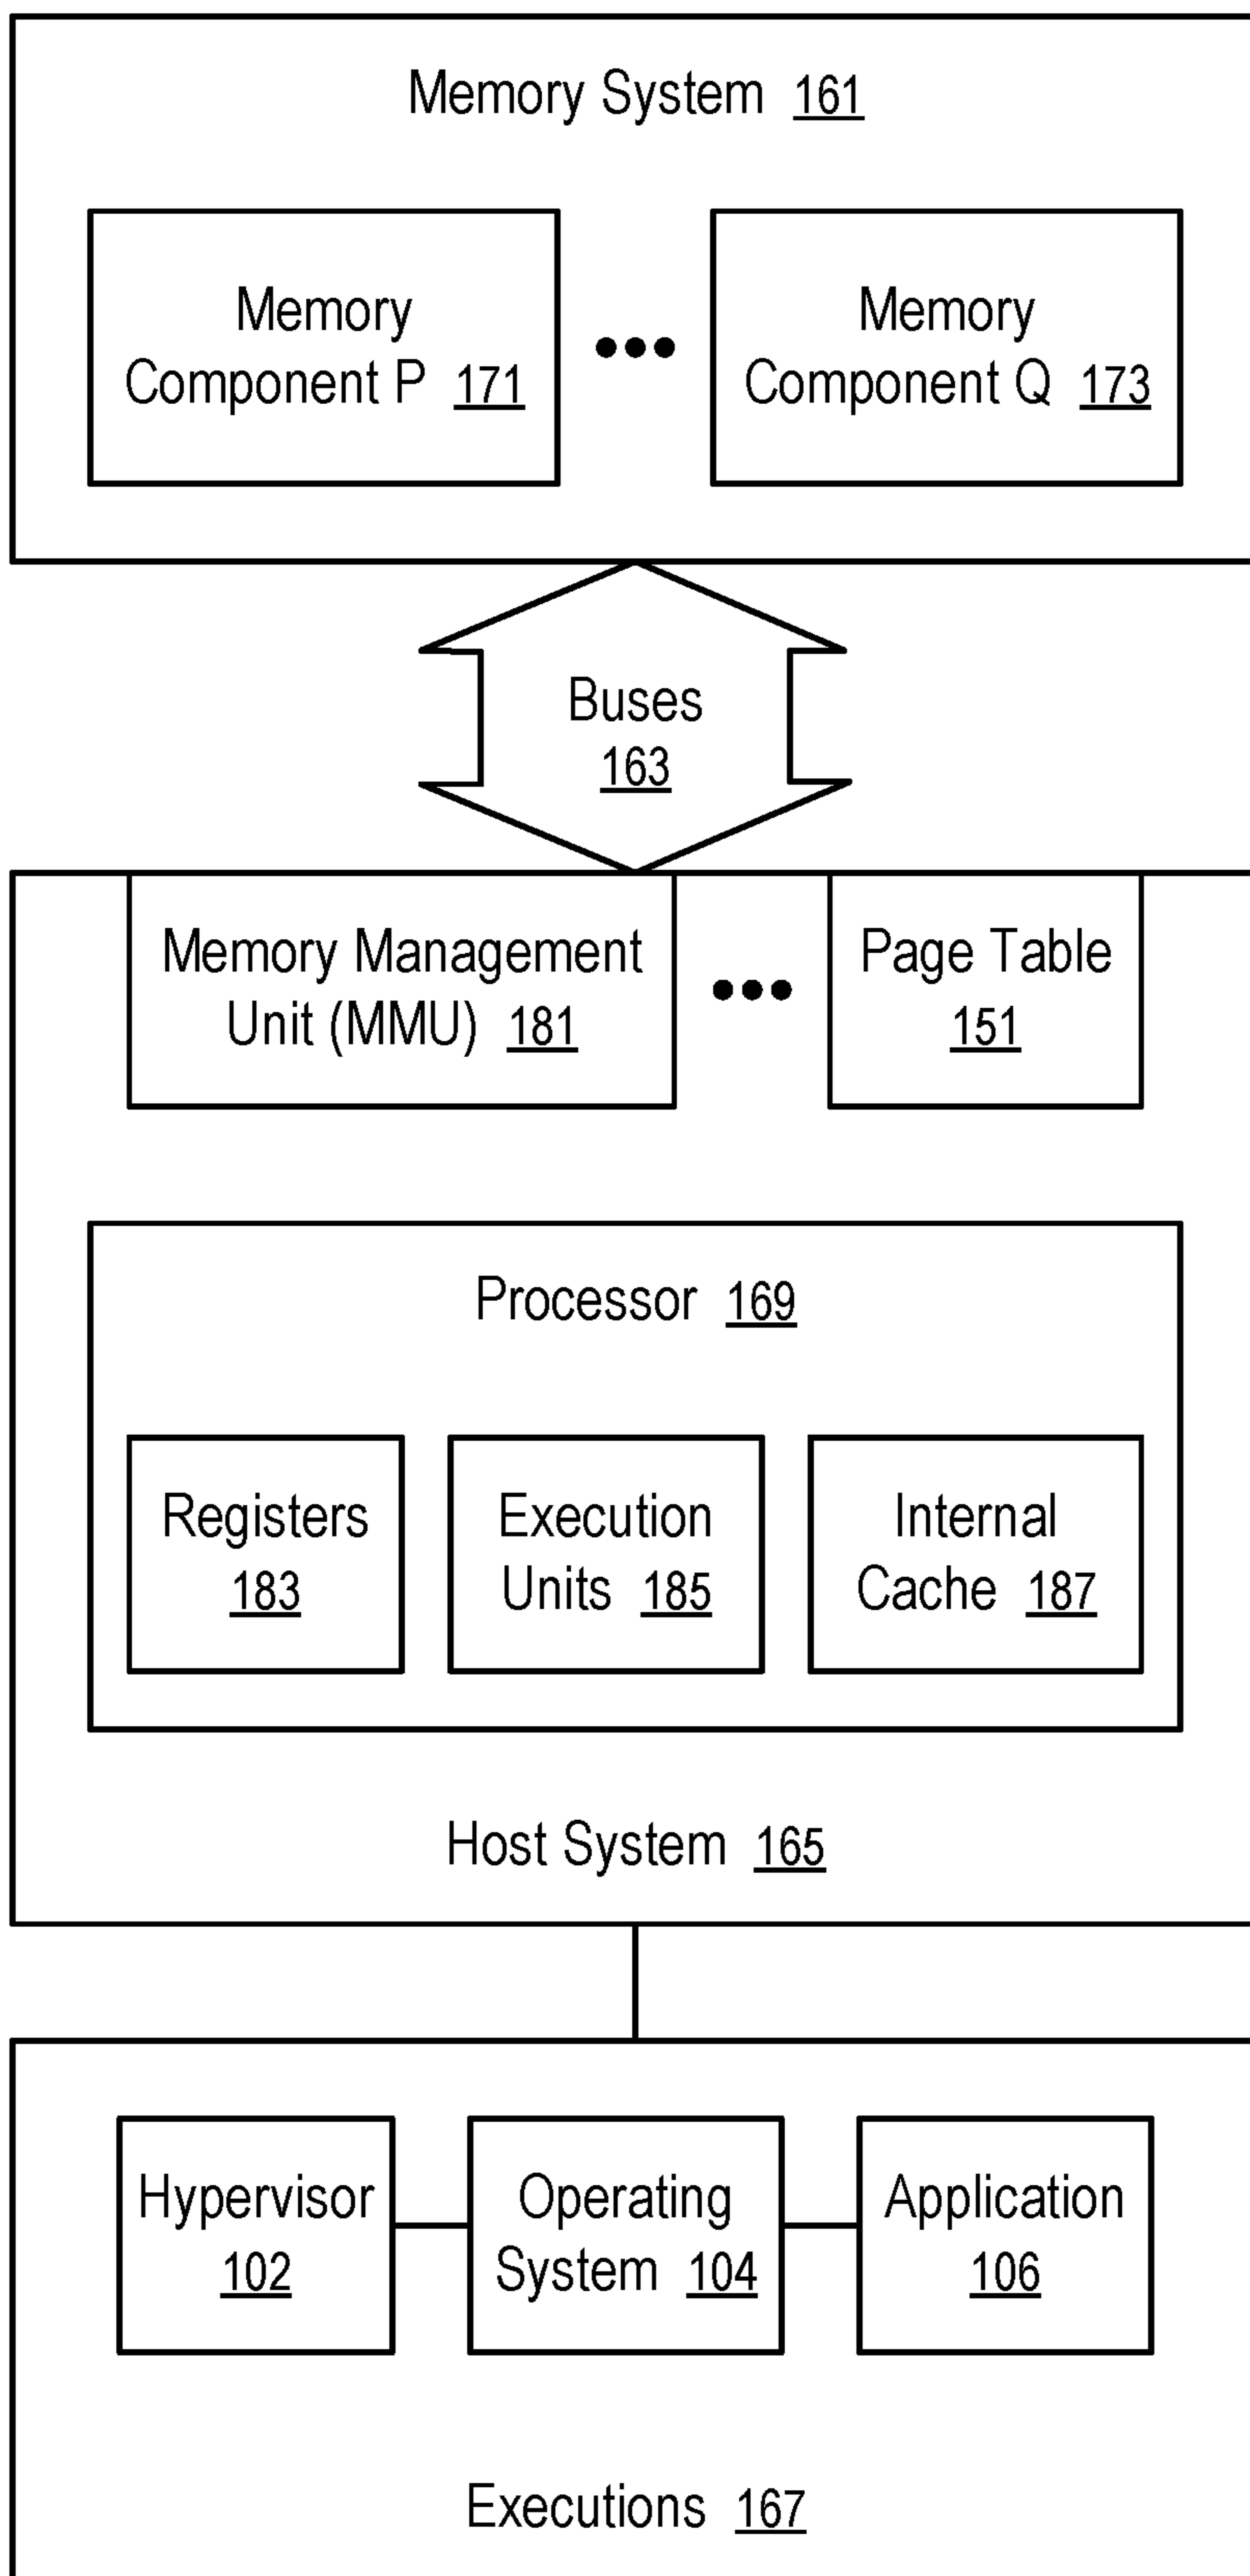 Memory System 161
Memory
Component P 171
Memory
Component Q 173
Buses
163
Memory Management
Unit (MMU) 181
Page Table
151
Processor 169
Registers
183
Execution
Units 185
Internal
Cache 187
Host System 165
Hypervisor
102
Operating
System 104
Application
106
Executions 167